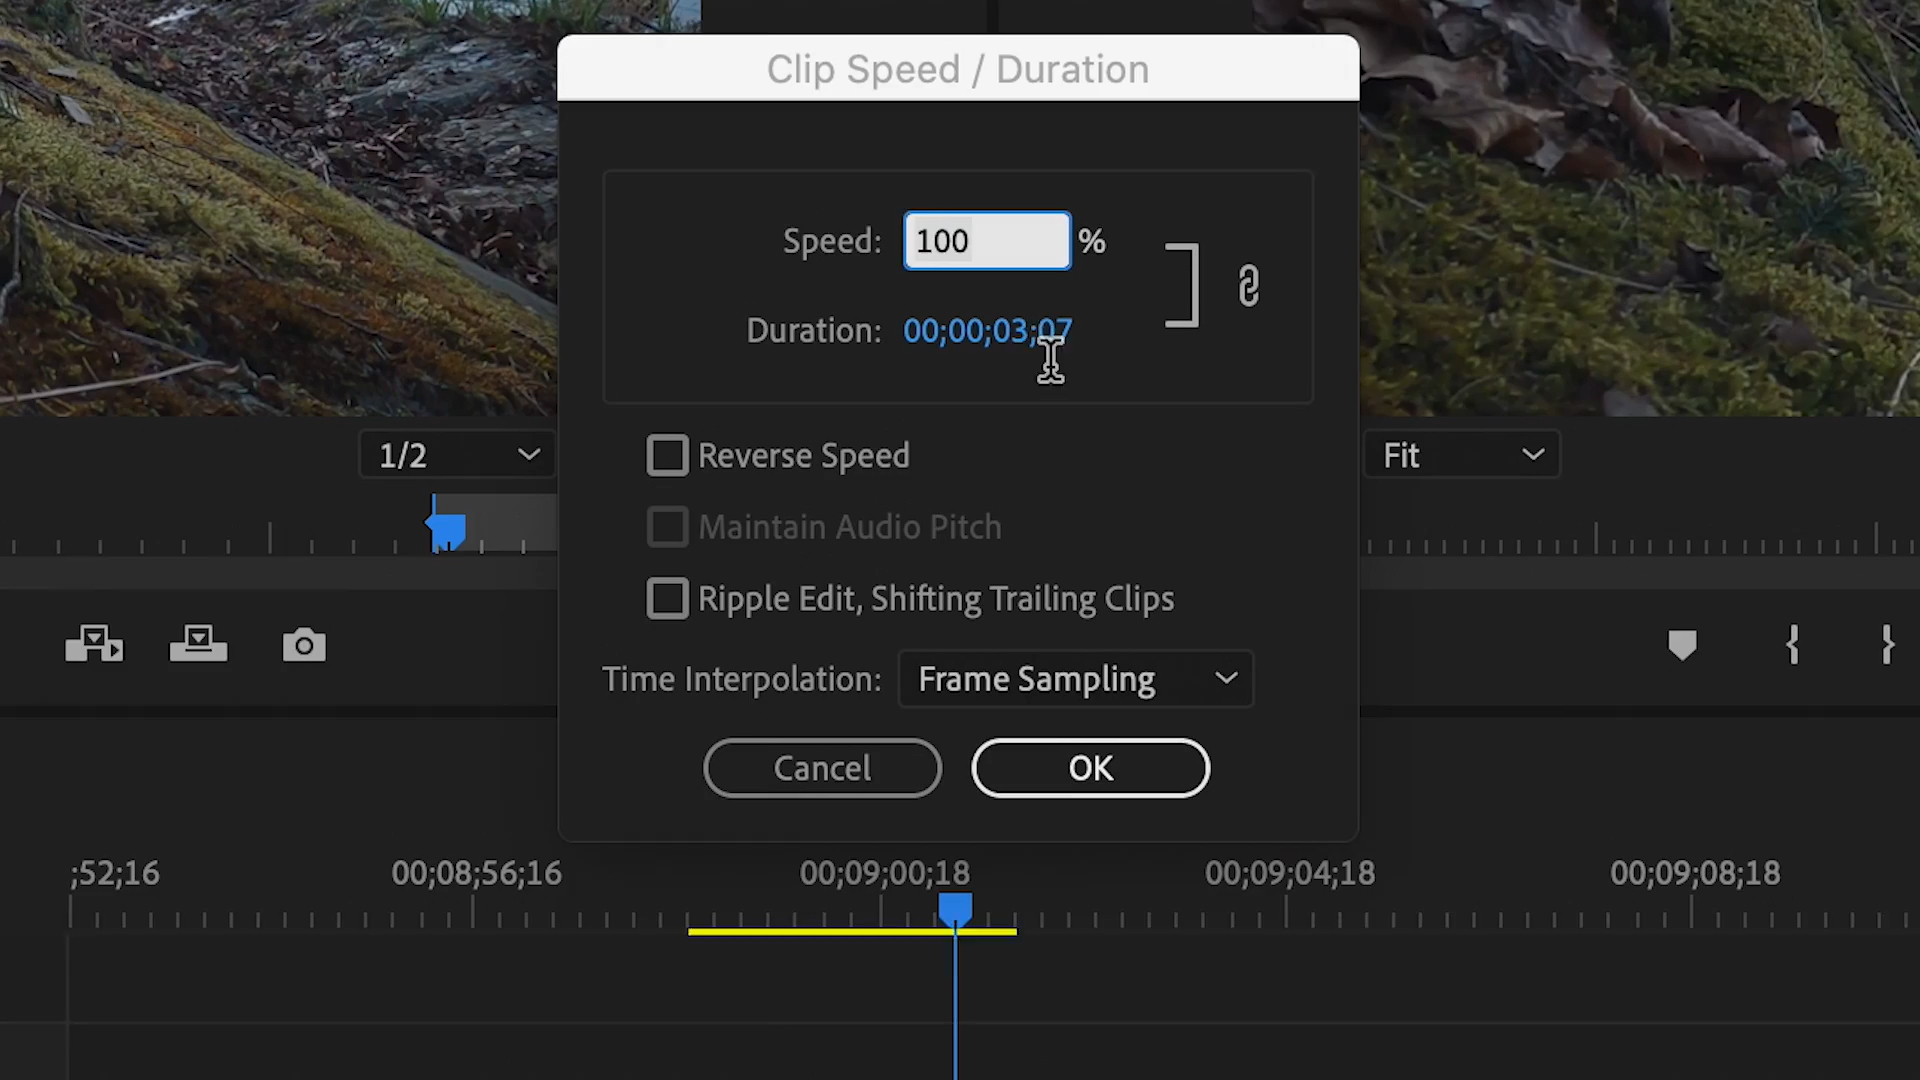 Clip Speed / Duration
Speed: 100 %
Duration: 00;00;03;07
1/2
Reverse Speed
Fit
Maintain Audio Pitch
Ripple Edit, Shifting Trailing Clips
Time Interpolation: Frame Sampling
Cancel OK
;52;16 00;08;56;16 00;09;00;18 00;09;04;18 00;09;08;18